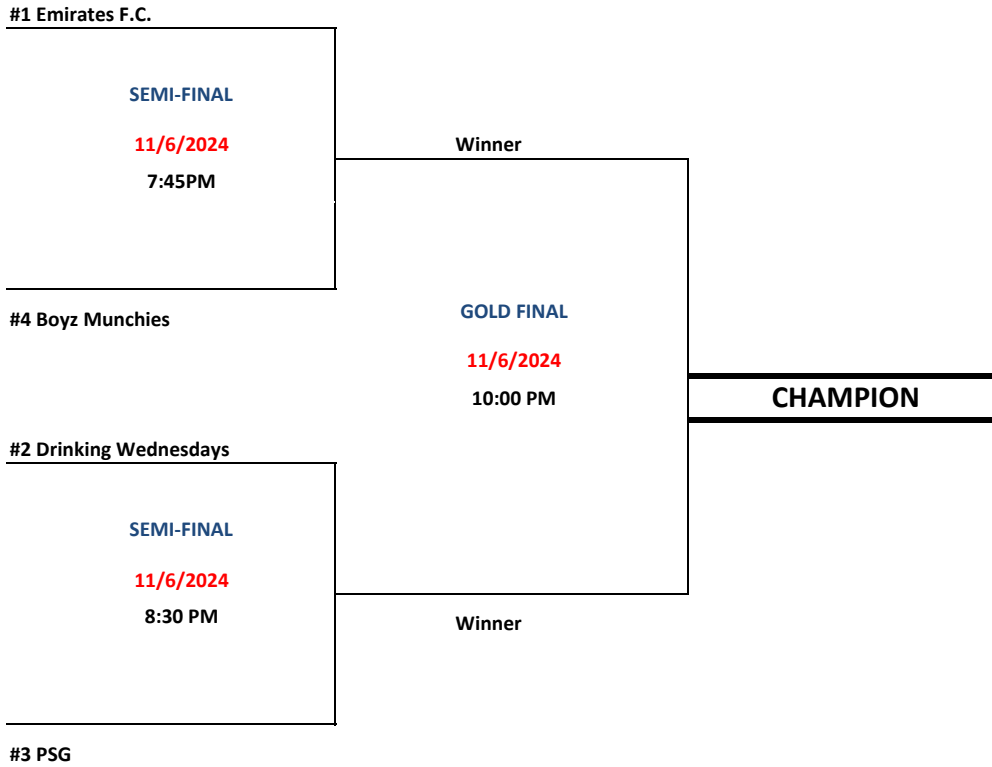 #1 Emirates F.C.
SEMI-FINAL
11/6/2024
7:45PM
Winner
#4 Boyz Munchies
GOLD FINAL
11/6/2024
10:00 PM
CHAMPION
#2 Drinking Wednesdays
SEMI-FINAL
11/6/2024
8:30 PM
Winner
#3 PSG